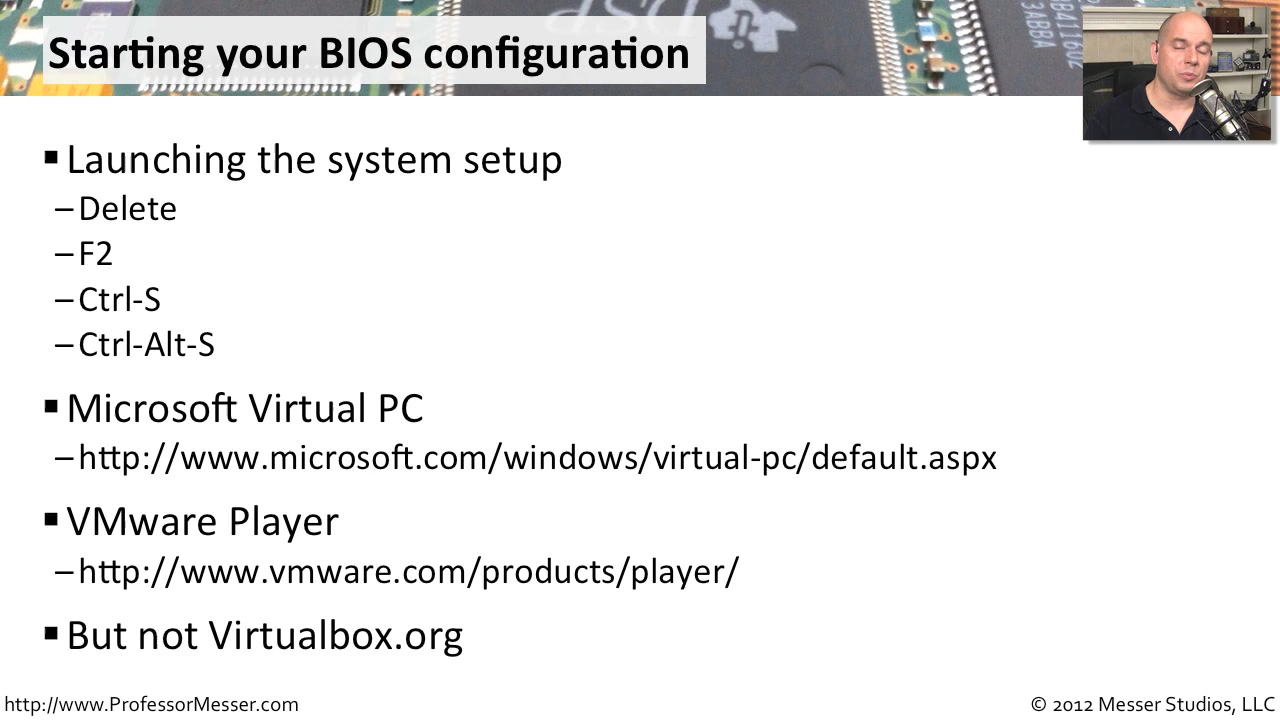 Starting your BIOS configuration
▪ Launching the system setup
– Delete
– F2
– Ctrl-S
– Ctrl-Alt-S
▪ Microsoft Virtual PC
– http://www.microsoft.com/windows/virtual-pc/default.aspx
▪ VMware Player
– http://www.vmware.com/products/player/
▪ But not Virtualbox.org
http://www.ProfessorMesser.com
© 2012 Messer Studios, LLC